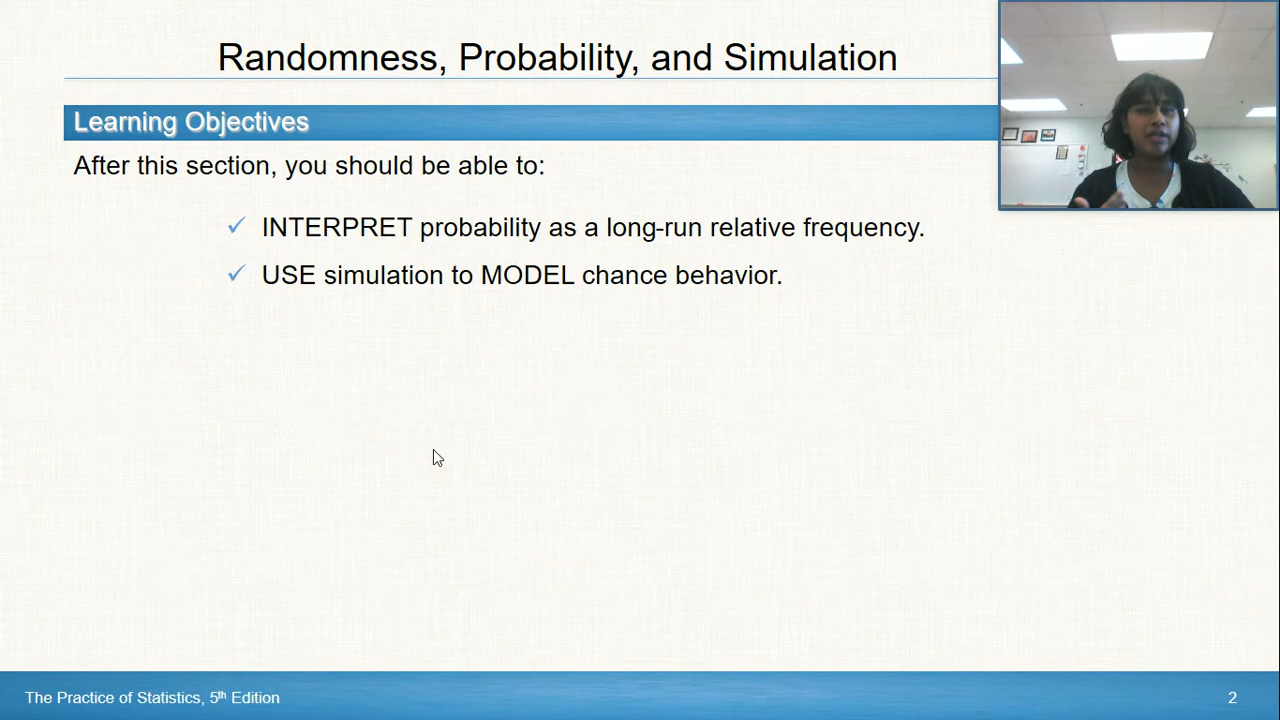 Randomness, Probability, and Simulation
Learning Objectives
After this section, you should be able to:
✓ INTERPRET probability as a long-run relative frequency.
✓ USE simulation to MODEL chance behavior.
The Practice of Statistics, 5th Edition
2